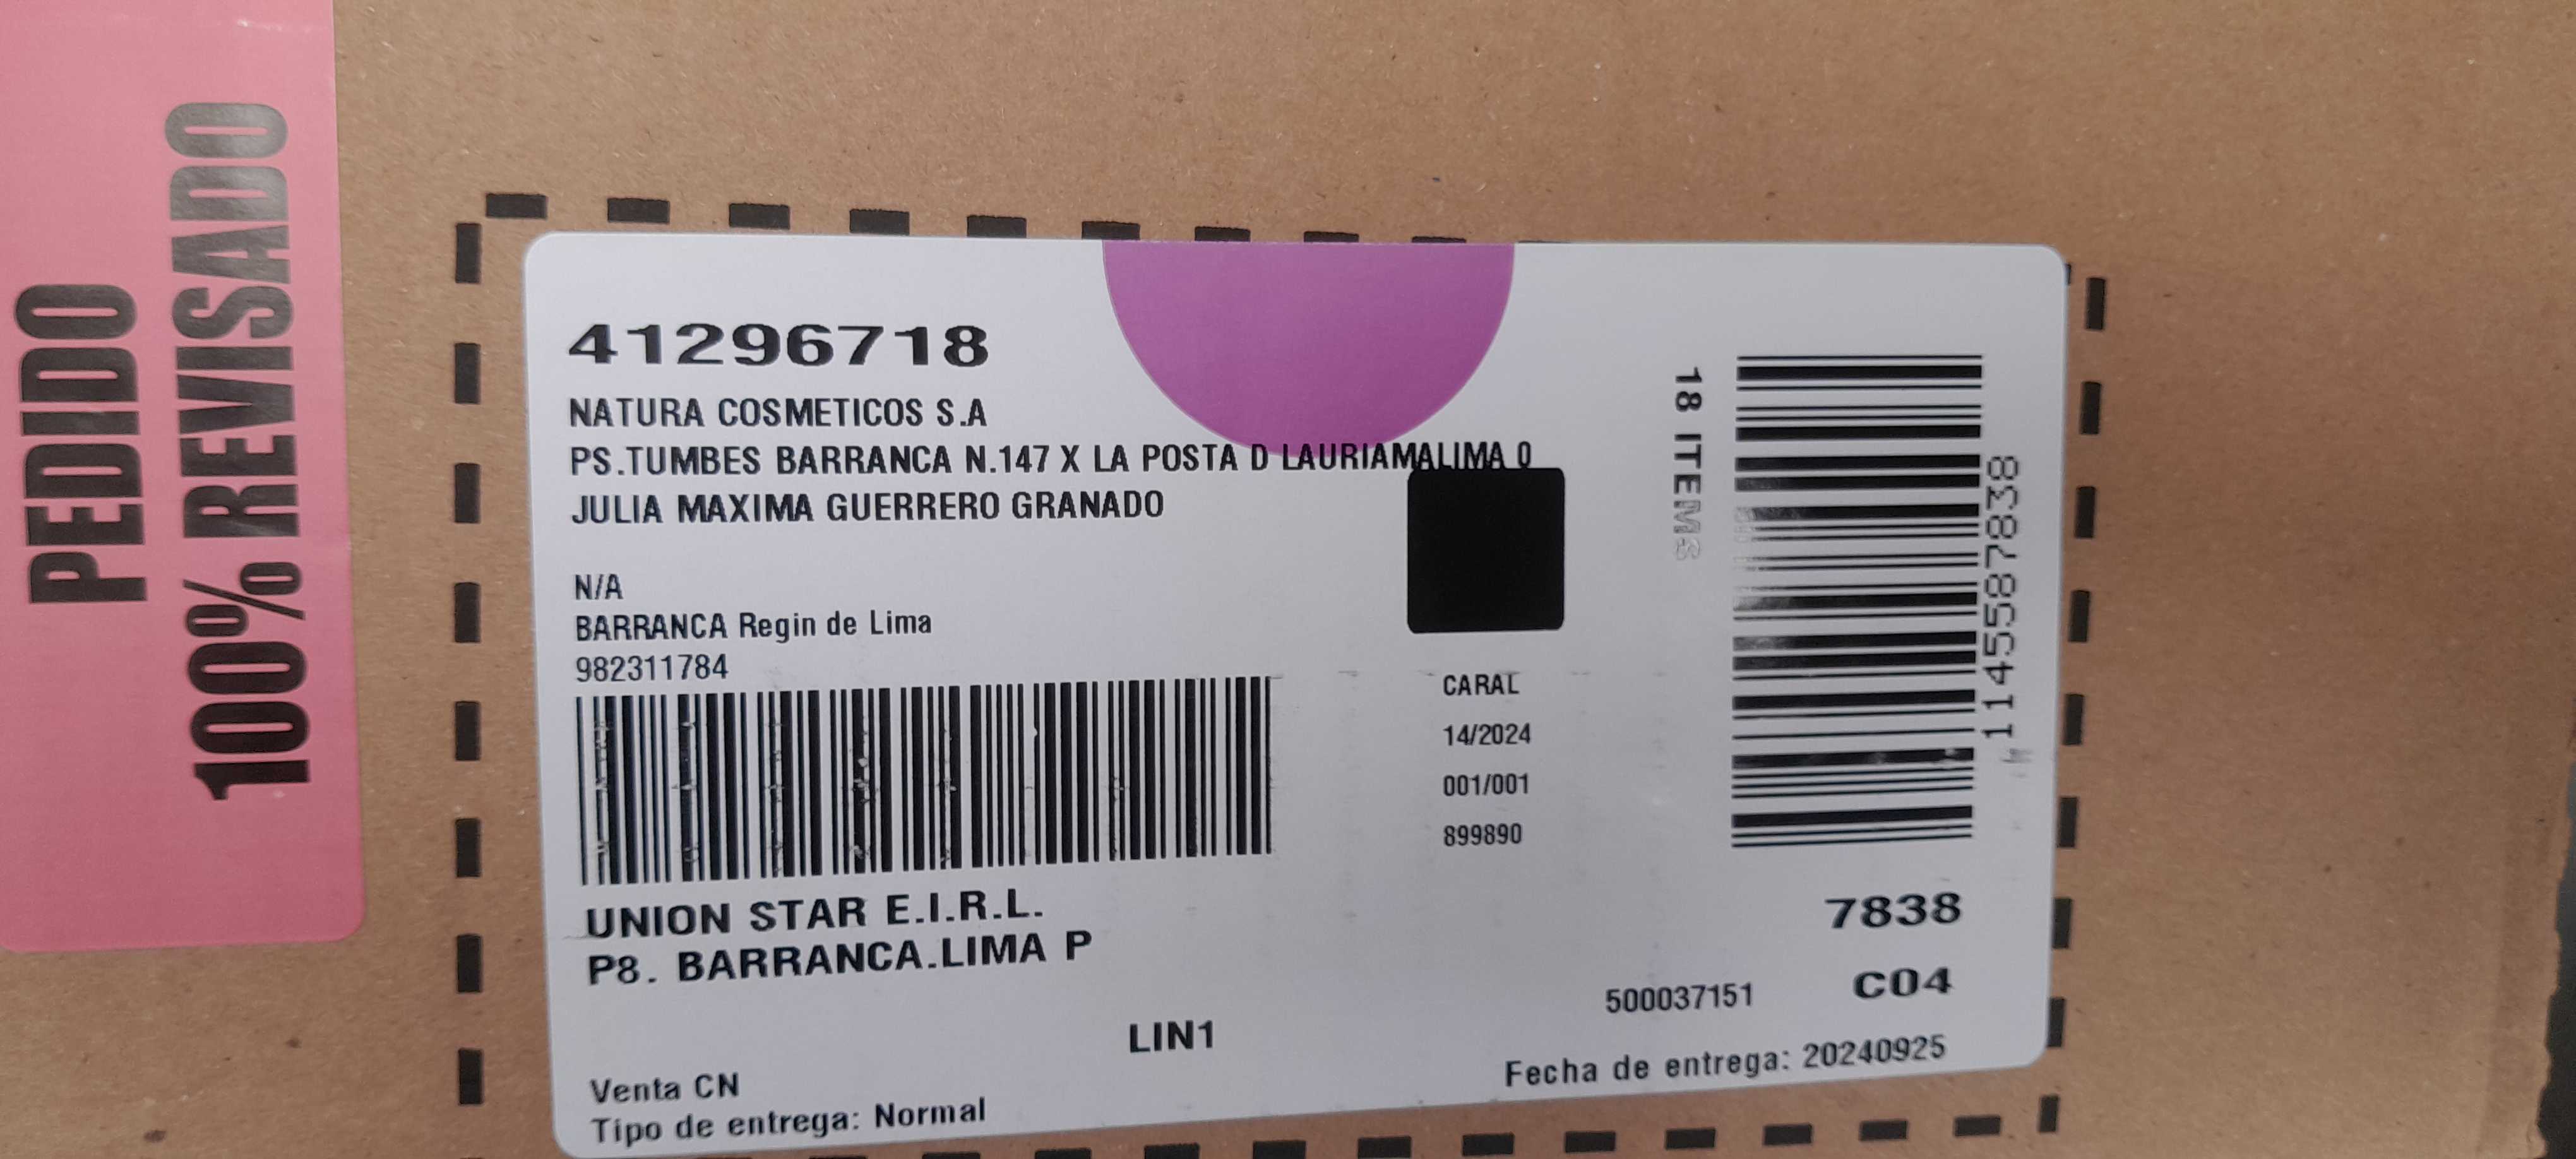 PEDIDO
100% REVISADO
41296718
NATURA COSMETICOS S.A
PS.TUMBES BARRANCA N.147 X LA POSTA D LAURIAMALIMA 0
JULIA MAXIMA GUERRERO GRANADO
N/A
BARRANCA Regin de Lima
982311784
CARAL
14/2024
001/001
899890
18 ITEMS
1145587838
UNION STAR E.I.R.L.
P8. BARRANCA.LIMA P
7838
C04
500037151
LIN1
Fecha de entrega: 20240925
Venta CN
Tipo de entrega: Normal